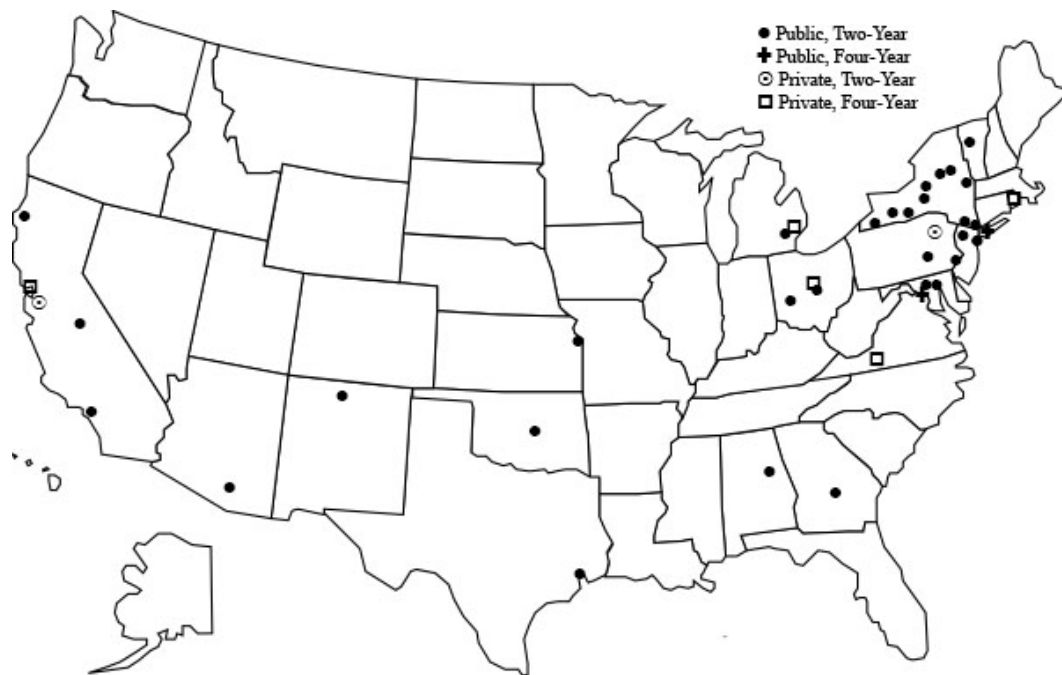 Public, Two-Year
Public, Four-Year
Private, Two-Year
Private, Four-Year